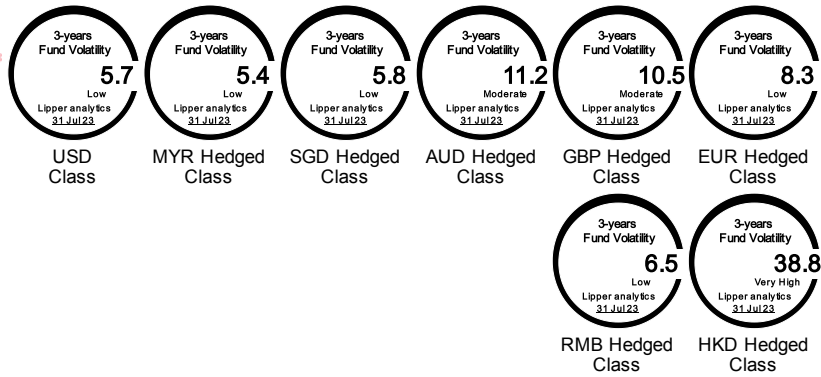 3-years
Fund Volatility
5.7
Low
Lipper analytics
31 Jul 23
USD
Class
3-years
Fund Volatility
5.4
Low
Lipper analytics
31 Jul 23
MYR Hedged
Class
3-years
Fund Volatility
5.8
Low
Lipper analytics
31 Jul 23
SGD Hedged
Class
3-years
Fund Volatility
11.2
Moderate
Lipper analytics
31 Jul 23
AUD Hedged
Class
3-years
Fund Volatility
10.5
Moderate
Lipper analytics
31 Jul 23
GBP Hedged
Class
3-years
Fund Volatility
8.3
Low
Lipper analytics
31 Jul 23
EUR Hedged
Class
3-years
Fund Volatility
6.5
Low
Lipper analytics
31 Jul 23
RMB Hedged
Class
3-years
Fund Volatility
38.8
Very High
Lipper analytics
31 Jul 23
HKD Hedged
Class